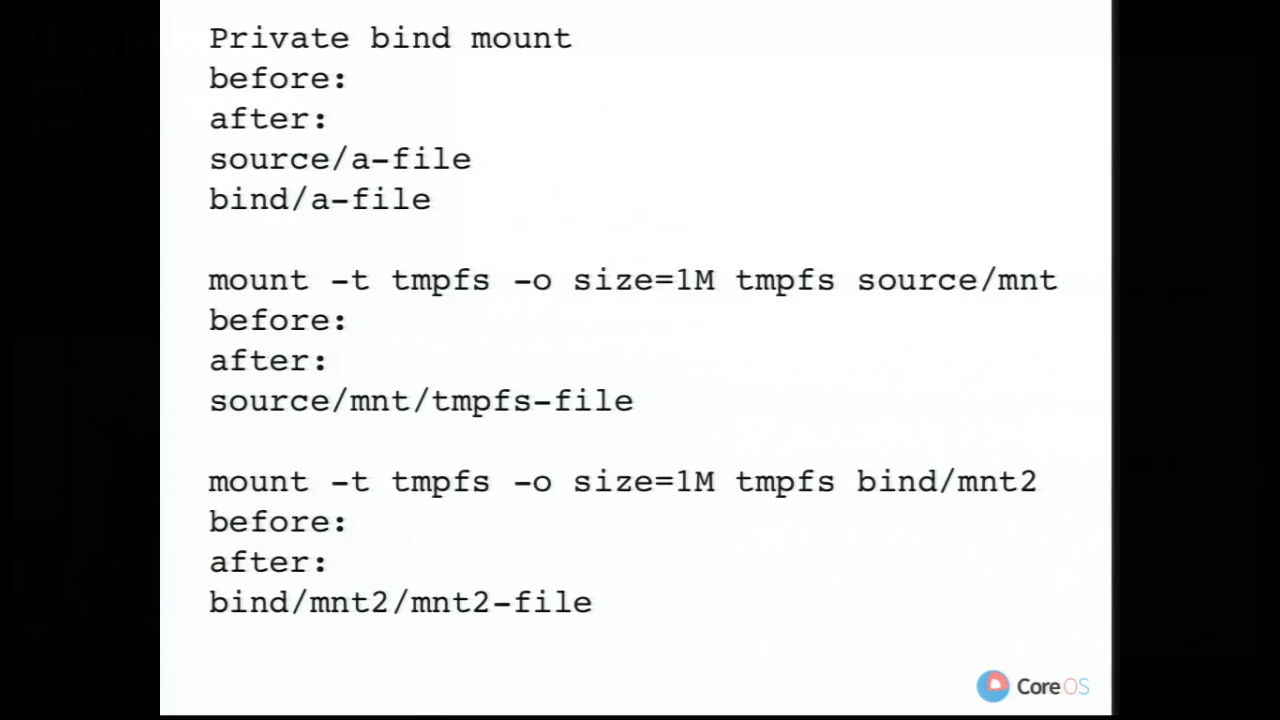 Private bind mount
before:
after:
source/a-file
bind/a-file
mount -t tmpfs -o size=1M tmpfs source/mnt
before:
after:
source/mnt/tmpfs-file
mount -t tmpfs -o size=1M tmpfs bind/mnt2
before:
after:
bind/mnt2/mnt2-file
CoreOS